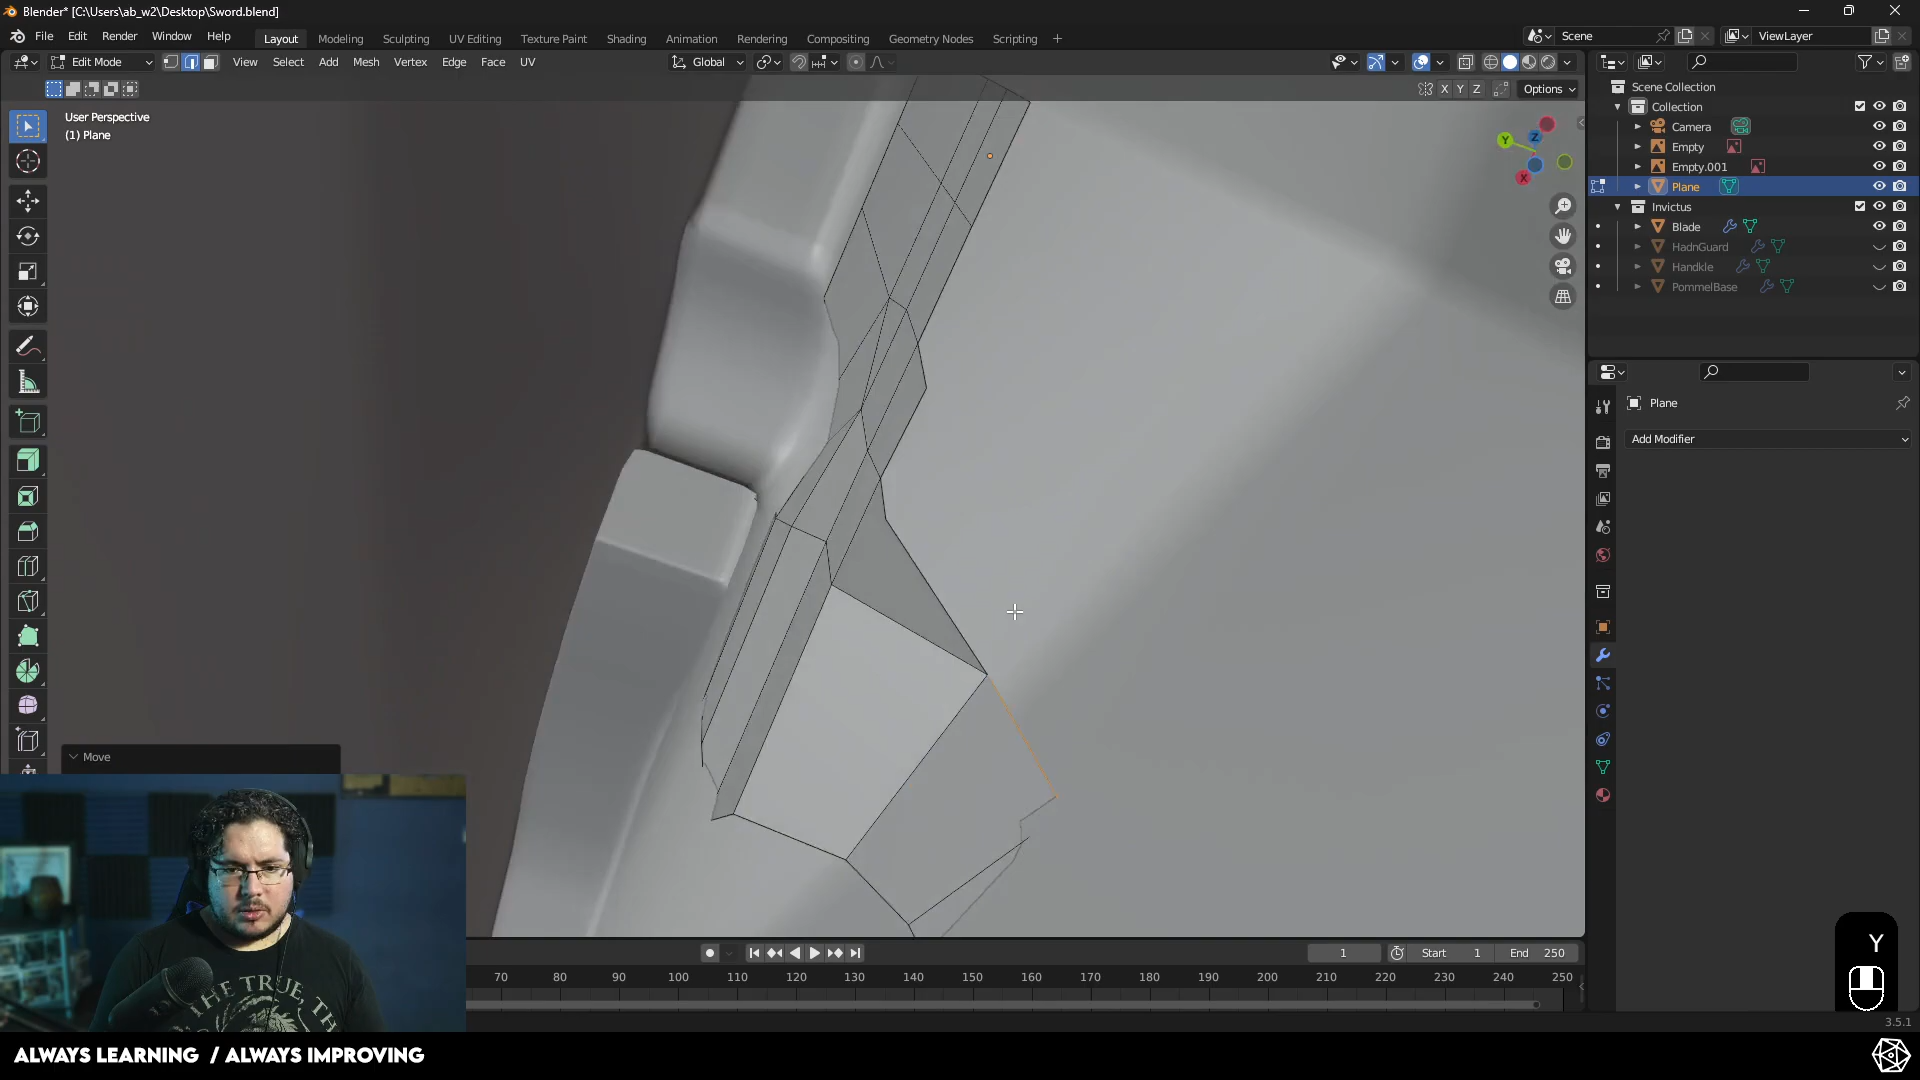 Blender* [C:\Users\ab_w2\Desktop\Sword.blend]
File Edit Render Window Help
Layout Modeling Sculpting UV Editing Texture Paint Shading Animation Rendering Compositing Geometry Nodes Scripting +
Scene
ViewLayer
Edit Mode View Select Add Mesh Vertex Edge Face UV
Global
X Y Z Options
User Perspective
(1) Plane
Y
Z
X
Scene Collection
Collection
Camera
Empty
Empty.001
Plane
Invictus
Blade
HadnGuard
Handkle
PommelBase
Plane
Add Modifier
Move
1 Start 1 End 250
70 80 90 100 110 120 130 140 150 160 170 180 190 200 210 220 230 240 250
Y
3.5.1
THE TRUE, TH
ALWAYS LEARNING / ALWAYS IMPROVING